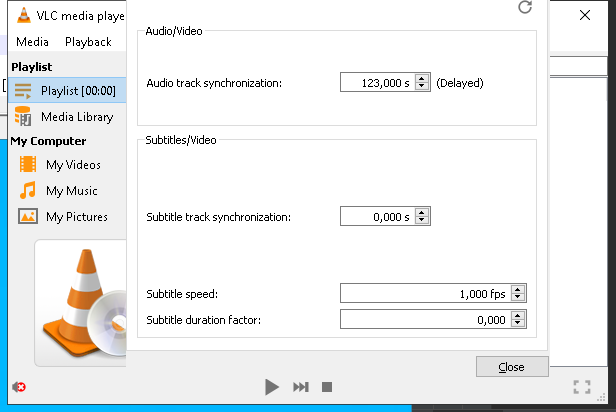 VLC media playe
Media Playback
Playlist
Playlist [00:00]
Media Library
My Computer
My Videos
My Music
My Pictures
Audio/Video
Audio track synchronization: 123,000 s (Delayed)
Subtitles/Video
Subtitle track synchronization: 0,000 s
Subtitle speed: 1,000 fps
Subtitle duration factor: 0,000
Close